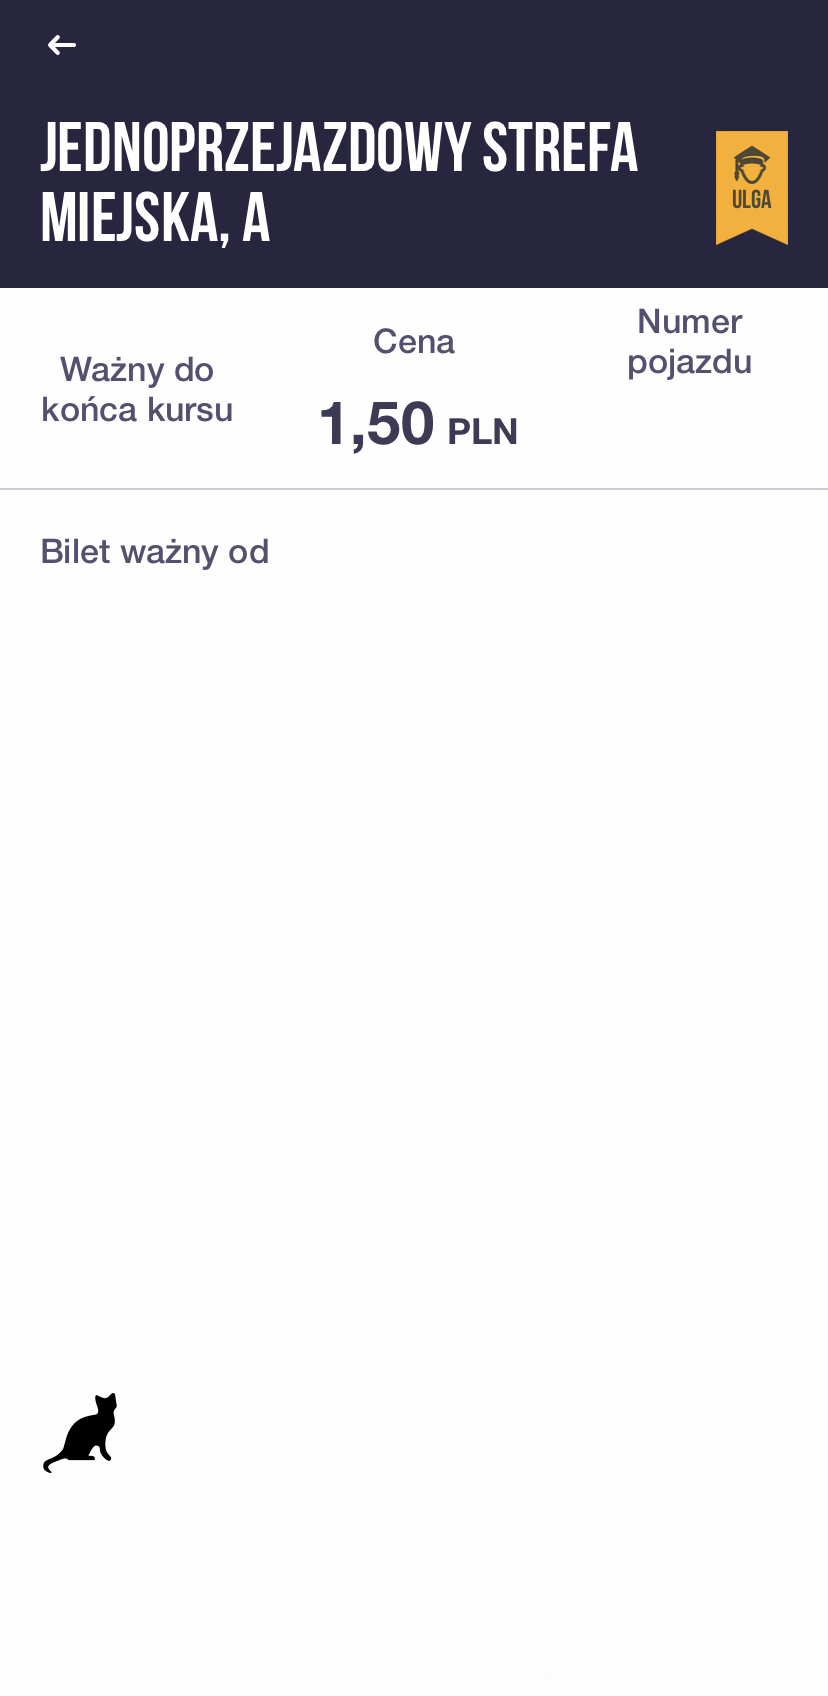 JEDNOPRZEJAZDOWY STREFA
MIEJSKA, A
ULGA
Ważny do
końca kursu
Cena
1,50 PLN
Numer
pojazdu
Bilet ważny od